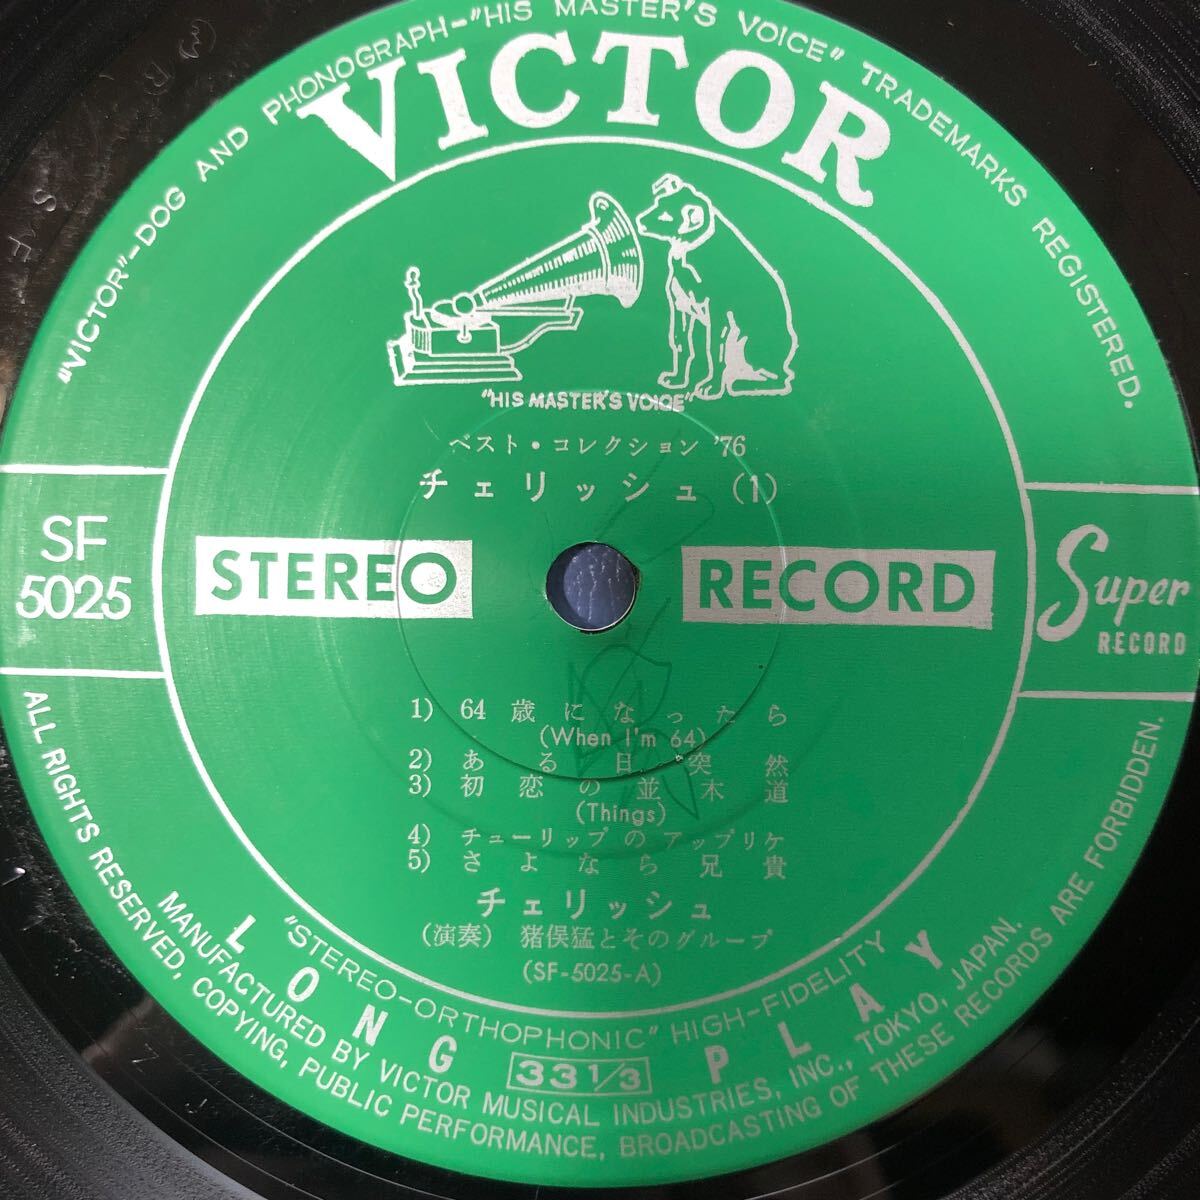 "VICTOR"-DOG AND PHONOGRAPH-"HIS MASTER'S VOICE" TRADEMARKS REGISTERED.
VICTOR
"HIS MASTER'S VOICE"
ベスト・コレクション '76
チェリッシュ(1)
SF
5025
STEREO
RECORD
Super
RECORD
1) 64歳になったら
(When I'm 64)
2) ある日突然
3) 初恋の並木道
(Things)
4) チューリップのアップリケ
5) さよなら兄貴
チェリッシュ
(演奏) 猪俣猛とそのグループ
(SF-5025-A)
"STEREO-ORTHOPHONIC" HIGH-FIDELITY
LONG 33 1/3 PLAY
MANUFACTURED BY VICTOR MUSICAL INDUSTRIES, INC., TOKYO, JAPAN.
ALL RIGHTS RESERVED, COPYING, PUBLIC PERFORMANCE, BROADCASTING OF THESE RECORDS ARE FORBIDDEN.